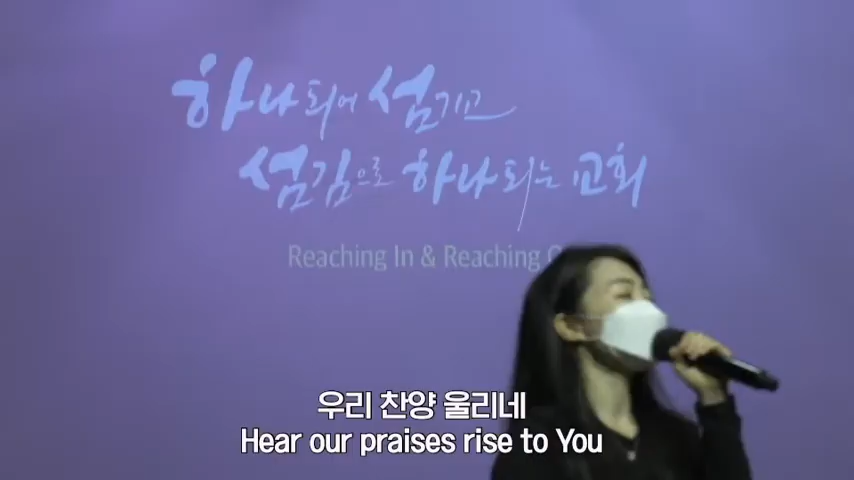 하나되어 섬기고
섬김으로 하나되는 교회
Reaching In & Reaching
우리 찬양 울리네
Hear our praises rise to You